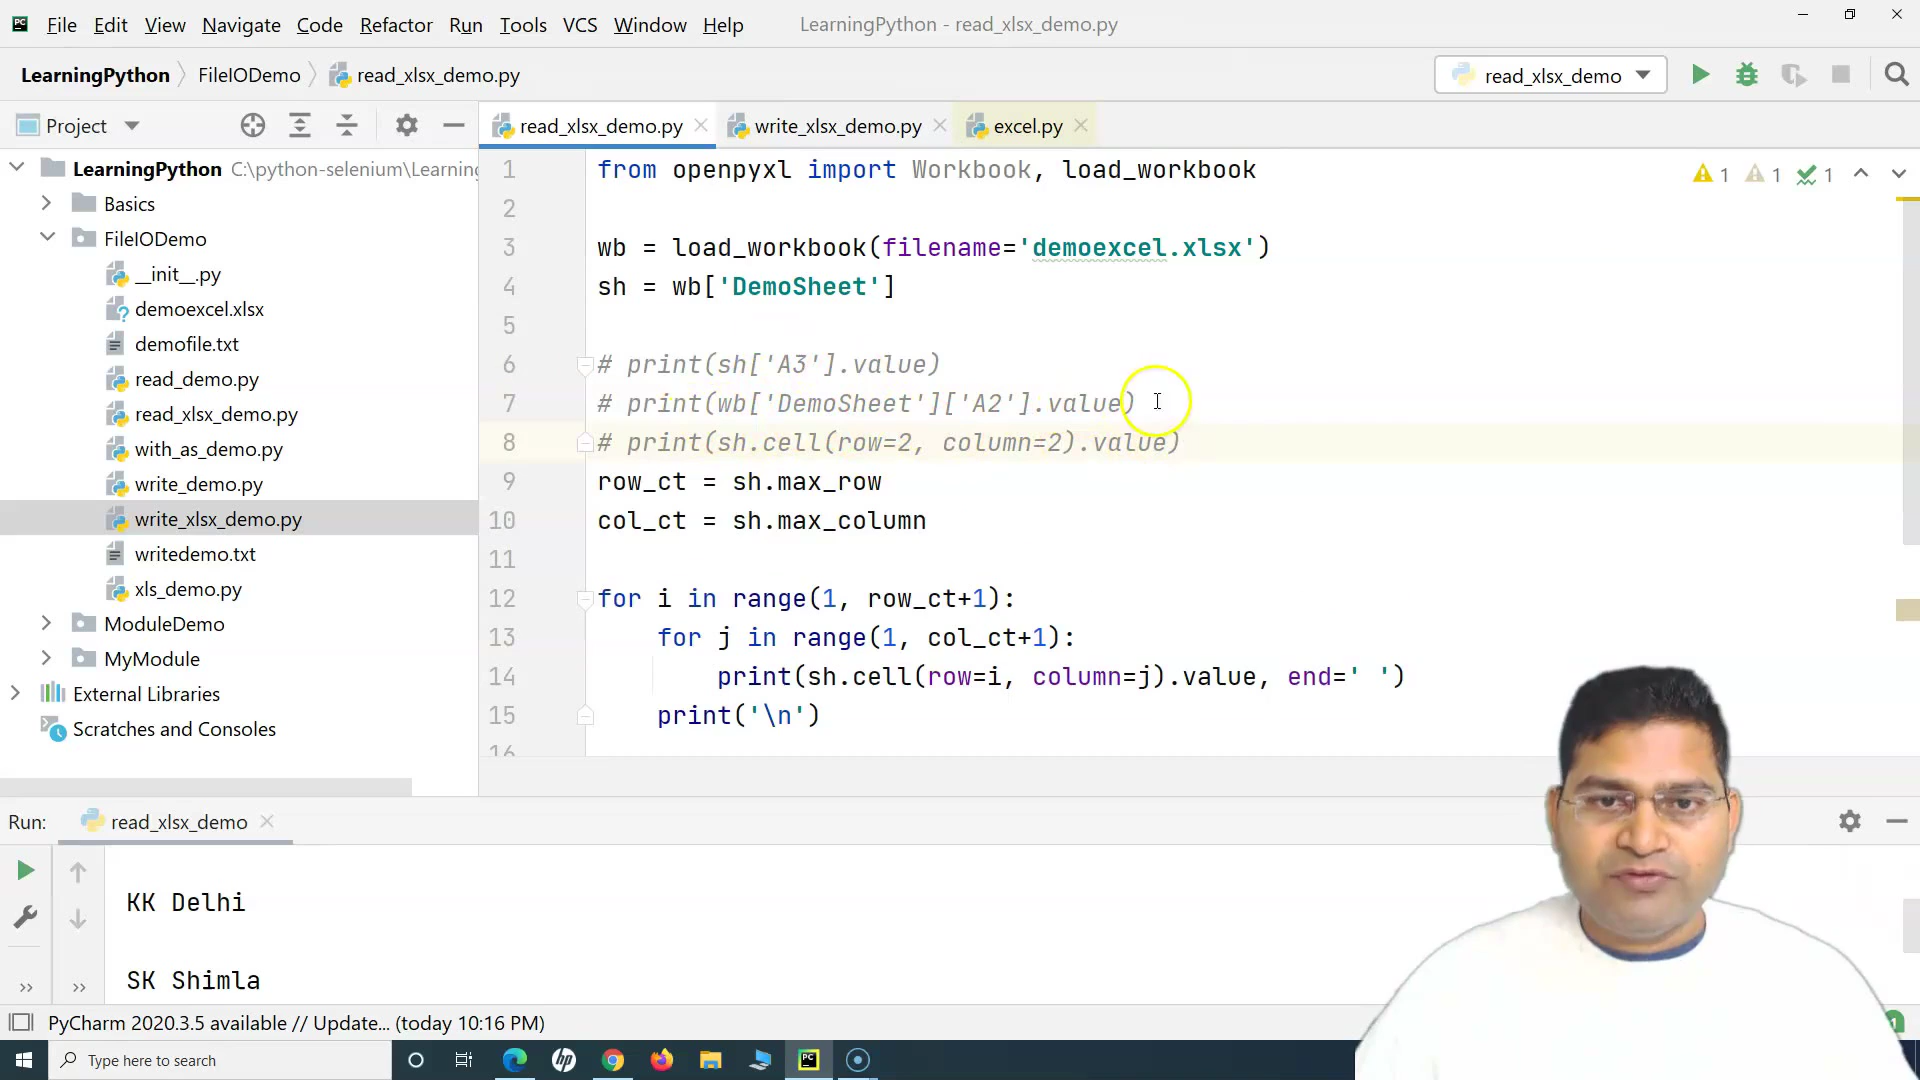 File Edit View Navigate Code Refactor Run Tools VCS Window Help LearningPython - read_xlsx_demo.py
LearningPython FileIODemo read_xlsx_demo.py read_xlsx_demo
Project read_xlsx_demo.py write_xlsx_demo.py excel.py
LearningPython C:\python-selenium\Learning
Basics
FileIODemo
__init__.py
demoexcel.xlsx
demofile.txt
read_demo.py
read_xlsx_demo.py
with_as_demo.py
write_demo.py
write_xlsx_demo.py
writedemo.txt
xls_demo.py
ModuleDemo
MyModule
External Libraries
Scratches and Consoles
1 from openpyxl import Workbook, load_workbook
1 1 1
2
3 wb = load_workbook(filename='demoexcel.xlsx')
4 sh = wb['DemoSheet']
5
6 # print(sh['A3'].value)
7 # print(wb['DemoSheet']['A2'].value)
8 # print(sh.cell(row=2, column=2).value)
9 row_ct = sh.max_row
10 col_ct = sh.max_column
11
12 for i in range(1, row_ct+1):
13 for j in range(1, col_ct+1):
14 print(sh.cell(row=i, column=j).value, end=' ')
15 print('\n')
16
Run: read_xlsx_demo
KK Delhi
SK Shimla
PyCharm 2020.3.5 available // Update... (today 10:16 PM)
1
Type here to search
hp
PC